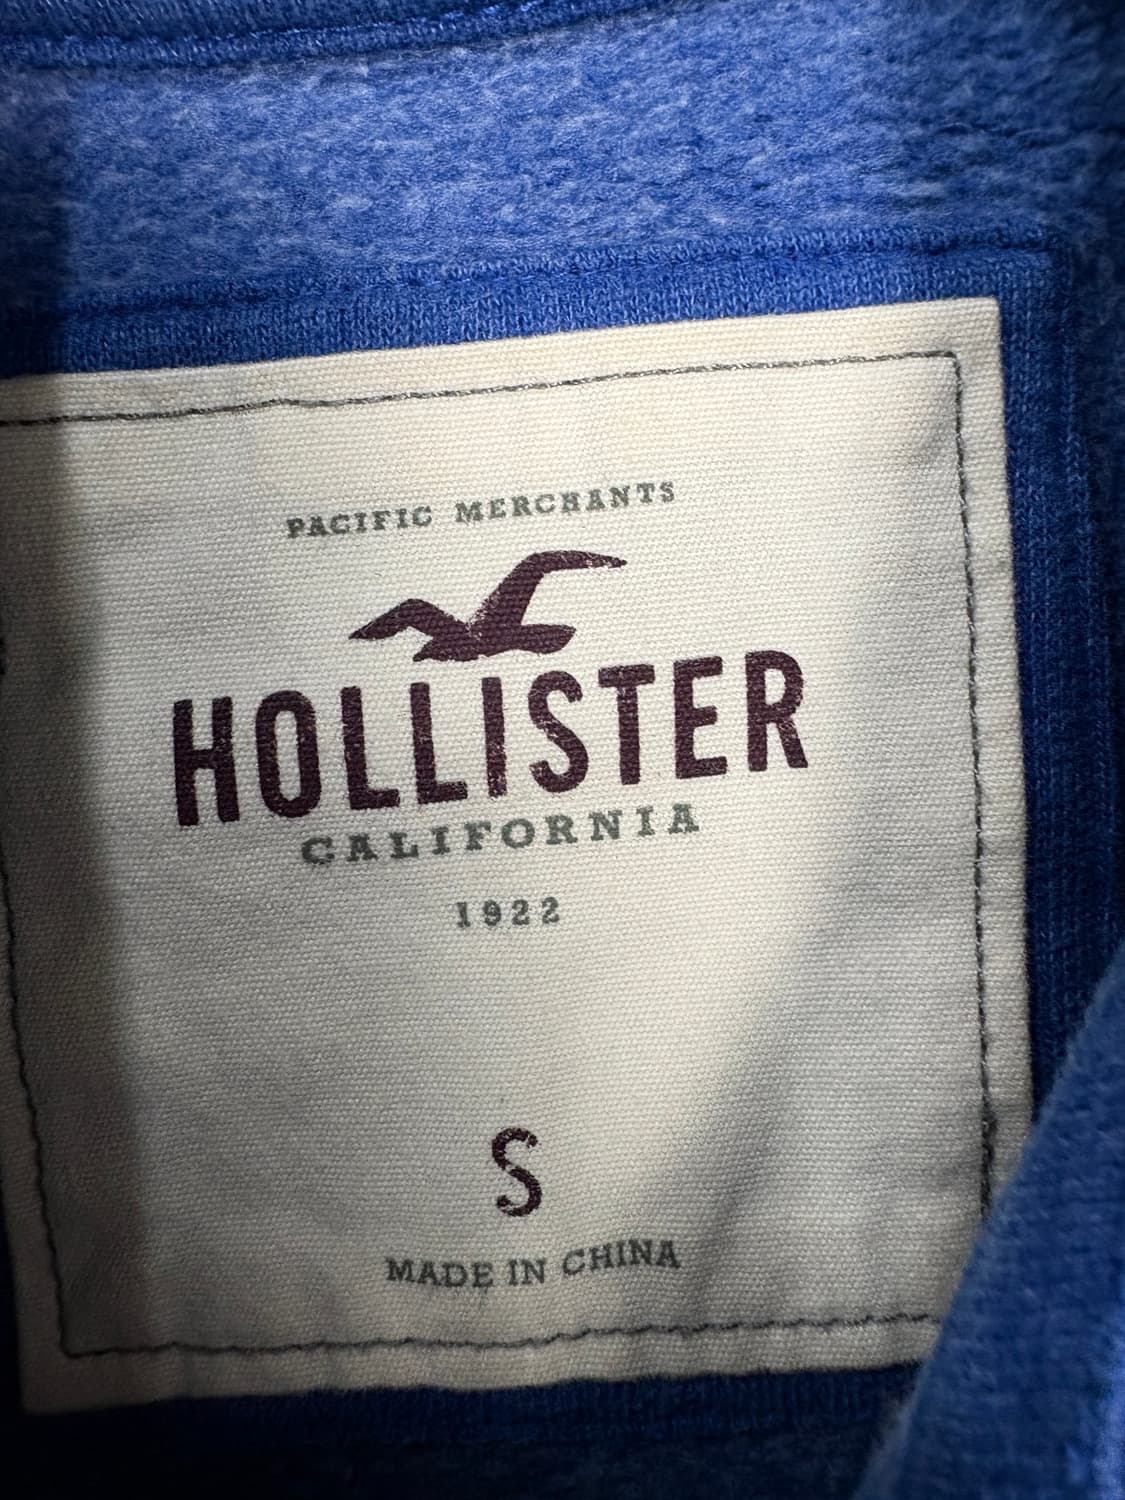 PACIFIC MERCHANTS
HOLLISTER
CALIFORNIA
1922
S
MADE IN CHINA